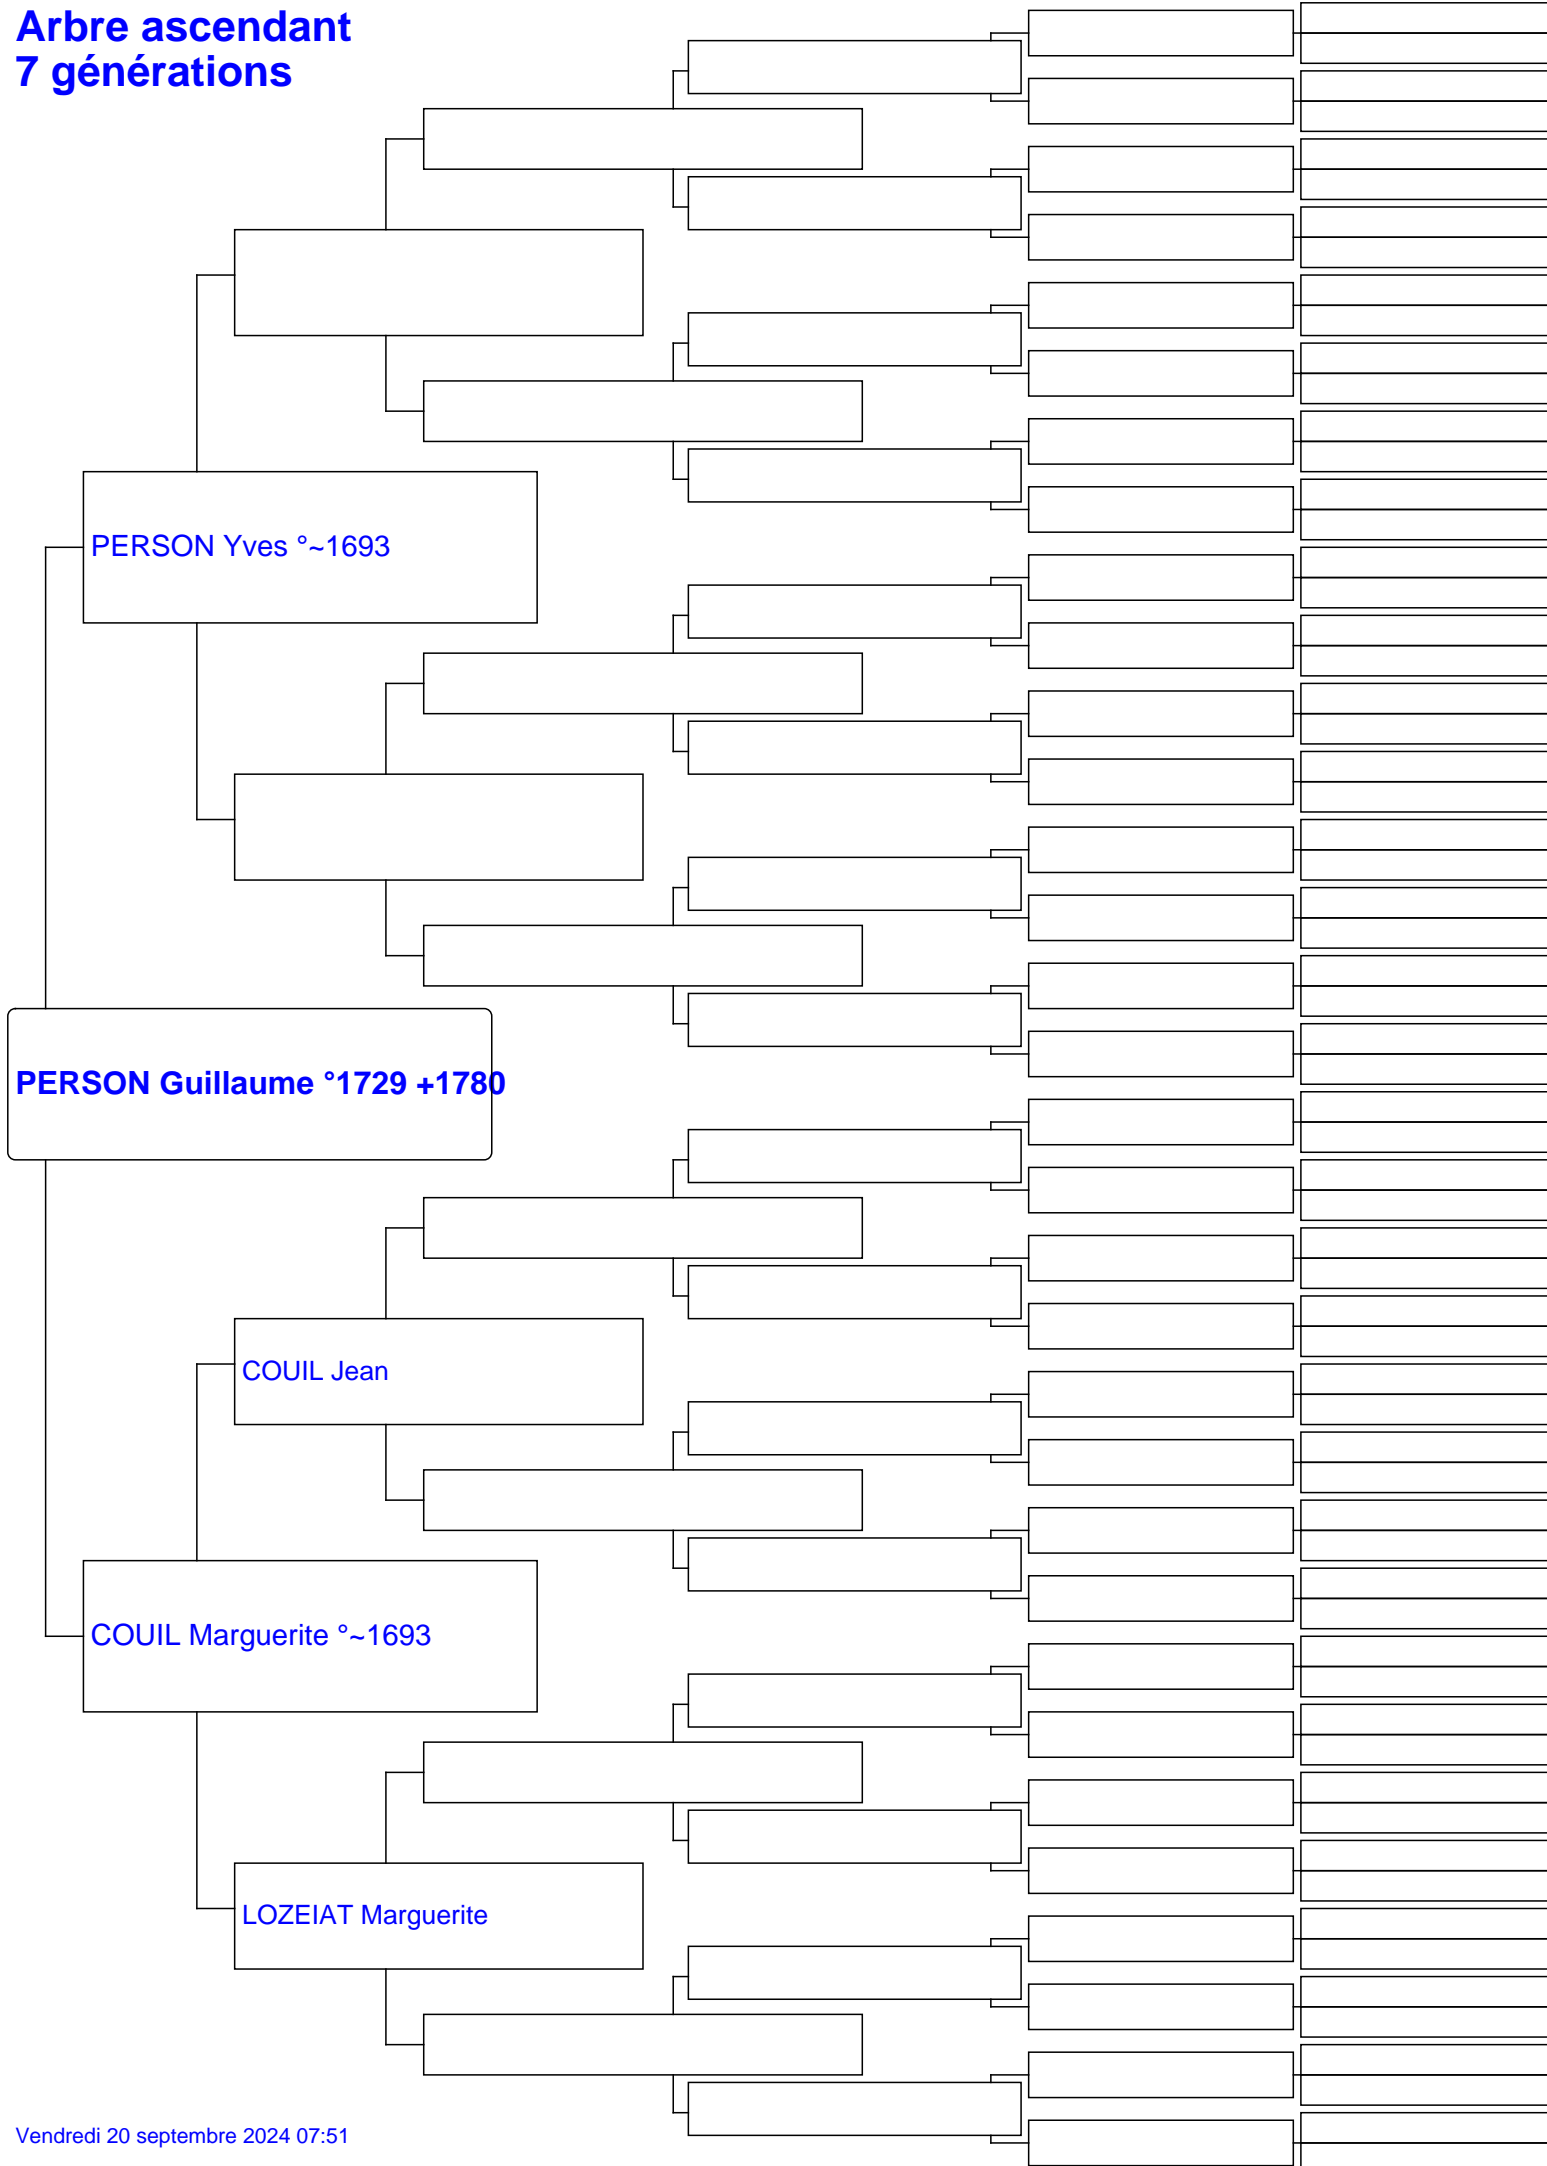 Arbre ascendant
7 générations
PERSON Yves °~1693
PERSON Guillaume °1729 +1780
COUIL Jean
COUIL Marguerite °~1693
LOZEIAT Marguerite
Vendredi 20 septembre 2024 07:51